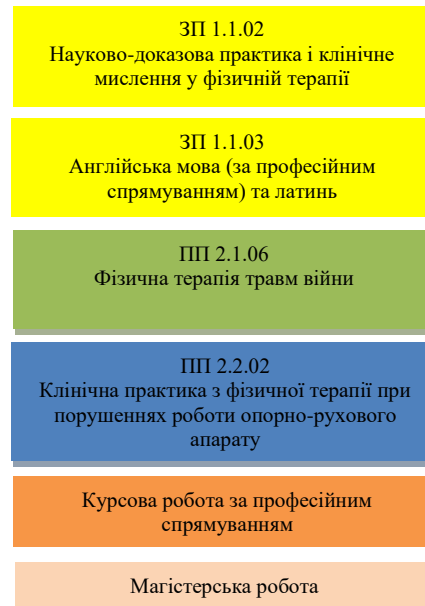 ЗП 1.1.02
Науково-доказова практика і клінічне
мислення у фізичній терапії
ЗП 1.1.03
Англійська мова (за професійним
спрямуванням) та латинь
ПП 2.1.06
Фізична терапія травм війни
ПП 2.2.02
Клінічна практика з фізичної терапії при
порушеннях роботи опорно-рухового
апарату
Курсова робота за професійним
спрямуванням
Магістерська робота